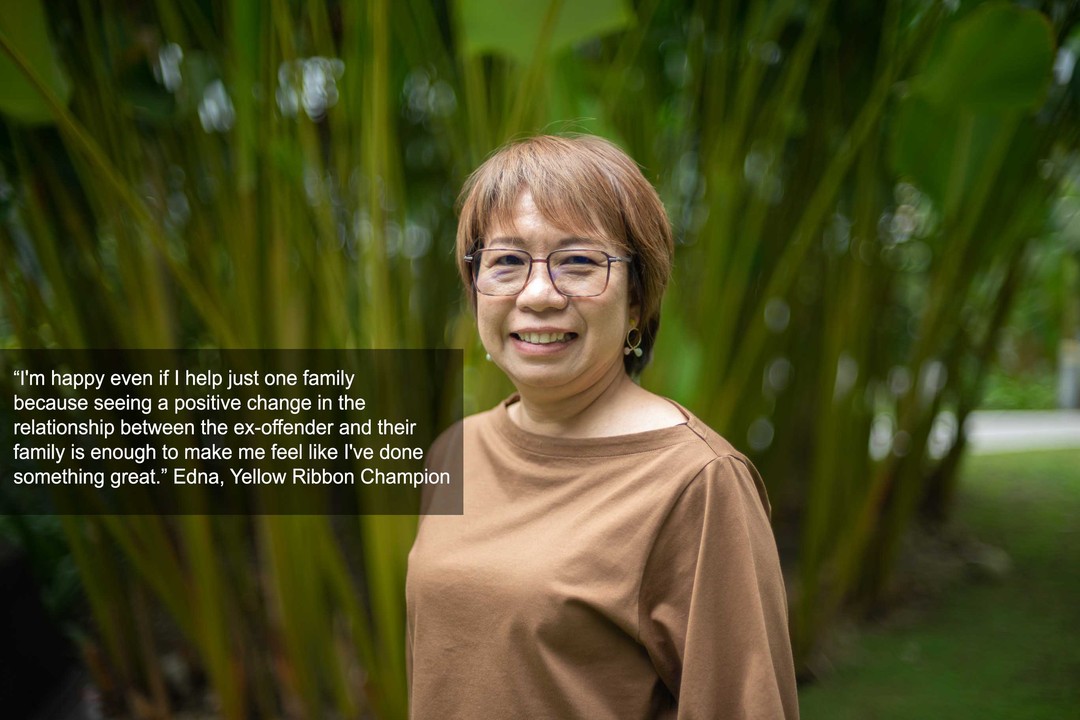 “I'm happy even if I help just one family
because seeing a positive change in the
relationship between the ex-offender and their
family is enough to make me feel like I've done
something great.” Edna, Yellow Ribbon Champion